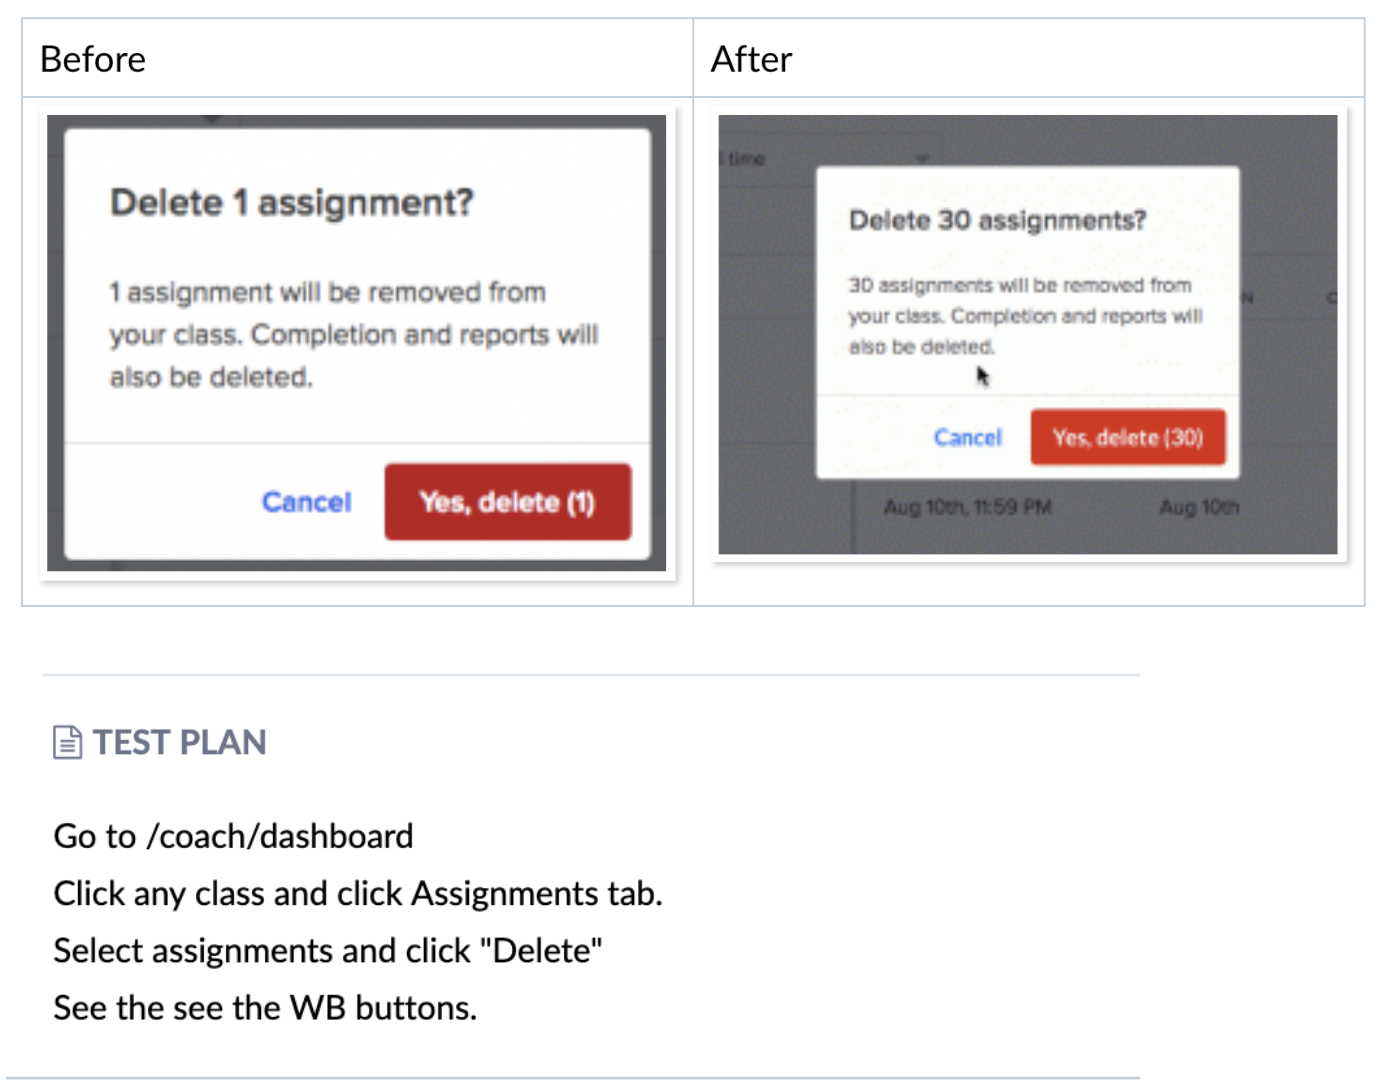 Before
After
Delete 1 assignment?
1 assignment will be removed from
your class. Completion and reports will
also be deleted.
Cancel
Yes, delete (1)
time
Delete 30 assignments?
30 assignments will be removed from
your class. Completion and reports will
also be deleted.
N
C
Cancel
Yes, delete (30)
Aug 10th, 11:59 PM
Aug 10th
TEST PLAN
Go to /coach/dashboard
Click any class and click Assignments tab.
Select assignments and click "Delete"
See the see the WB buttons.